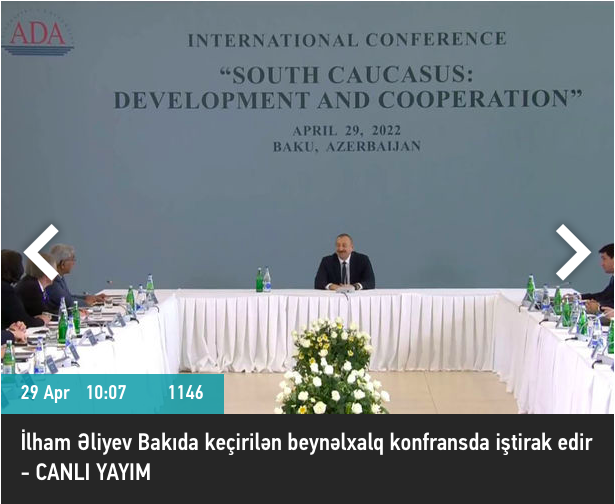 ADA
INTERNATIONAL CONFERENCE
“SOUTH CAUCASUS:
DEVELOPMENT AND COOPERATION”
APRIL 29, 2022
BAKU, AZERBAIJAN
29 Apr 10:07 1146
İlham Əliyev Bakıda keçirilən beynəlxalq konfransda iştirak edir
- CANLI YAYIM